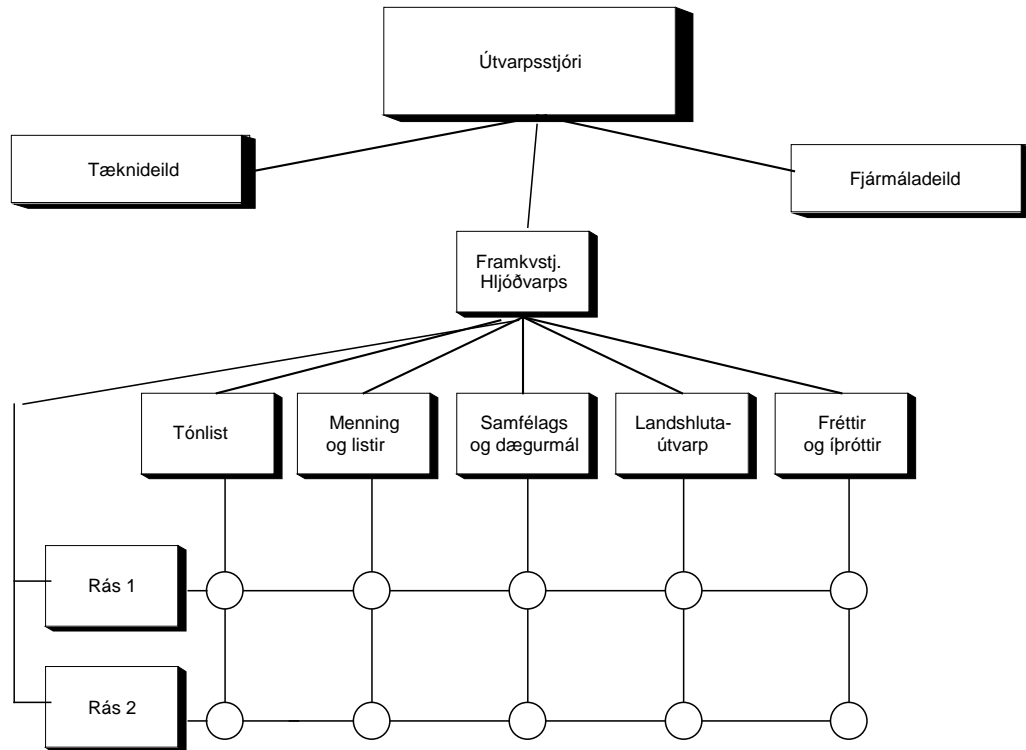 Útvarpsstjóri
Tæknideild
Fjármáladeild
Framkvstj.
Hljóðvarps
Tónlist
Menning
og listir
Samfélags
og dægurmál
Landshluta-
útvarp
Fréttir
og íþróttir
Rás 1
Rás 2